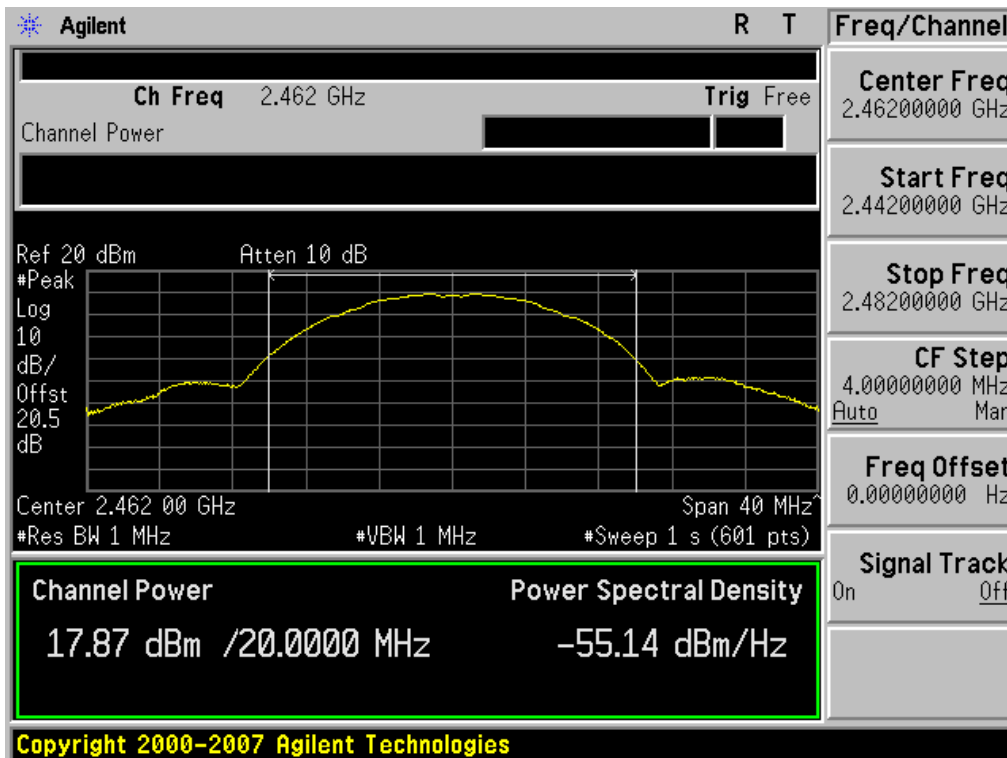 Agilent R T Freq/Channel
Ch Freq 2.462 GHz Trig Free
Channel Power
Center Freq
2.46200000 GHz
Start Freq
2.44200000 GHz
Stop Freq
2.48200000 GHz
CF Step
4.00000000 MHz
Auto Man
Freq Offset
0.00000000 Hz
Signal Track
On Off
Ref 20 dBm Atten 10 dB
#Peak
Log
10
dB/
Offst
20.5
dB
Center 2.462 00 GHz Span 40 MHz^
#Res BW 1 MHz #VBW 1 MHz #Sweep 1 s (601 pts)
Channel Power Power Spectral Density
17.87 dBm /20.0000 MHz -55.14 dBm/Hz
Copyright 2000-2007 Agilent Technologies